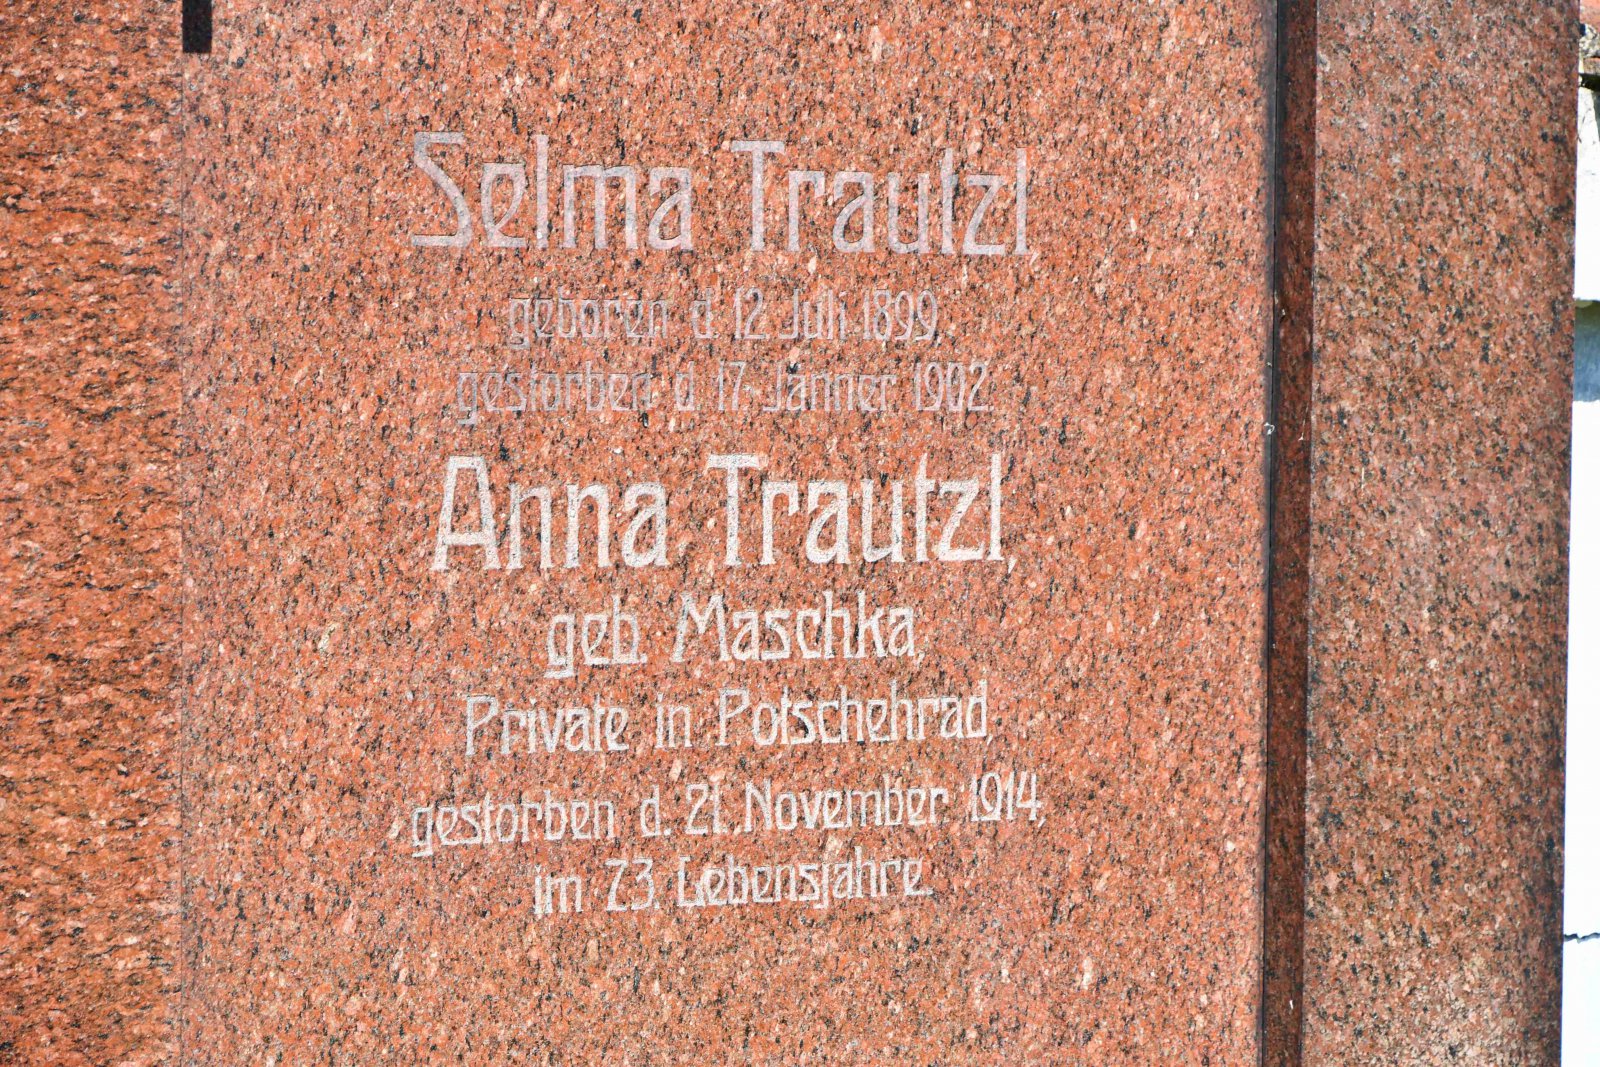 Selma Trautzl,
geboren d. 12. Juli 1899,
gestorben d. 17. Jänner 1902.
Anna Trautzl,
geb. Maschka,
Private in Potscherad,
gestorben d. 21. November 1914,
im 73. Lebensjahre.